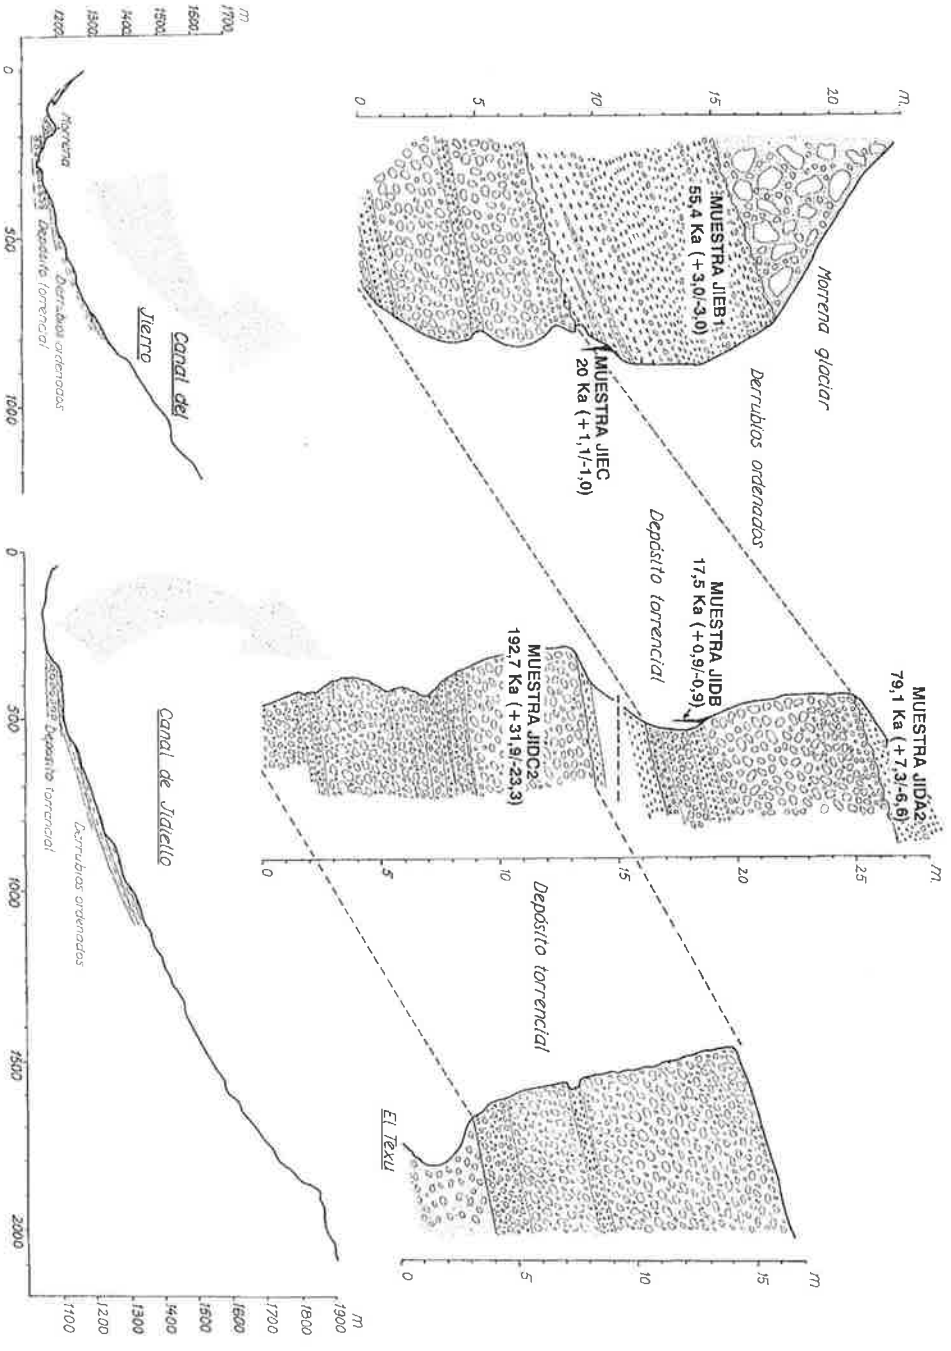 m.
20
15
10
5
0
Morrena glaciar
Derrubios ordenados
Depósito torrencial
MUESTRA JIEB1
55,4 Ka (+3,0/-3.0)
MUESTRA JIEC
20 Ka (+1,1/-1,0)
m.
25
20
15
10
5
0
MUESTRA JIDA2
79,1 Ka (+7,3/-6,6)
MUESTRA JIDB
17,5 Ka (+0,9/-0,9)
MUESTRA JIDC2
192,7 Ka (+31,9/-23,3)
Depósito torrencial
m
15
10
5
0
El Texu
m
1700
1600
1500
1400
1300
1200
0
500
1000
Canal del
Jierro
Morrena
Derrubios ordenados
Depósito torrencial
Canal de Jidiello
Depósito torrencial
Derrubios ordenados
0
500
1000
1500
2000
m
1900
1800
1700
1600
1500
1400
1300
1200
1100